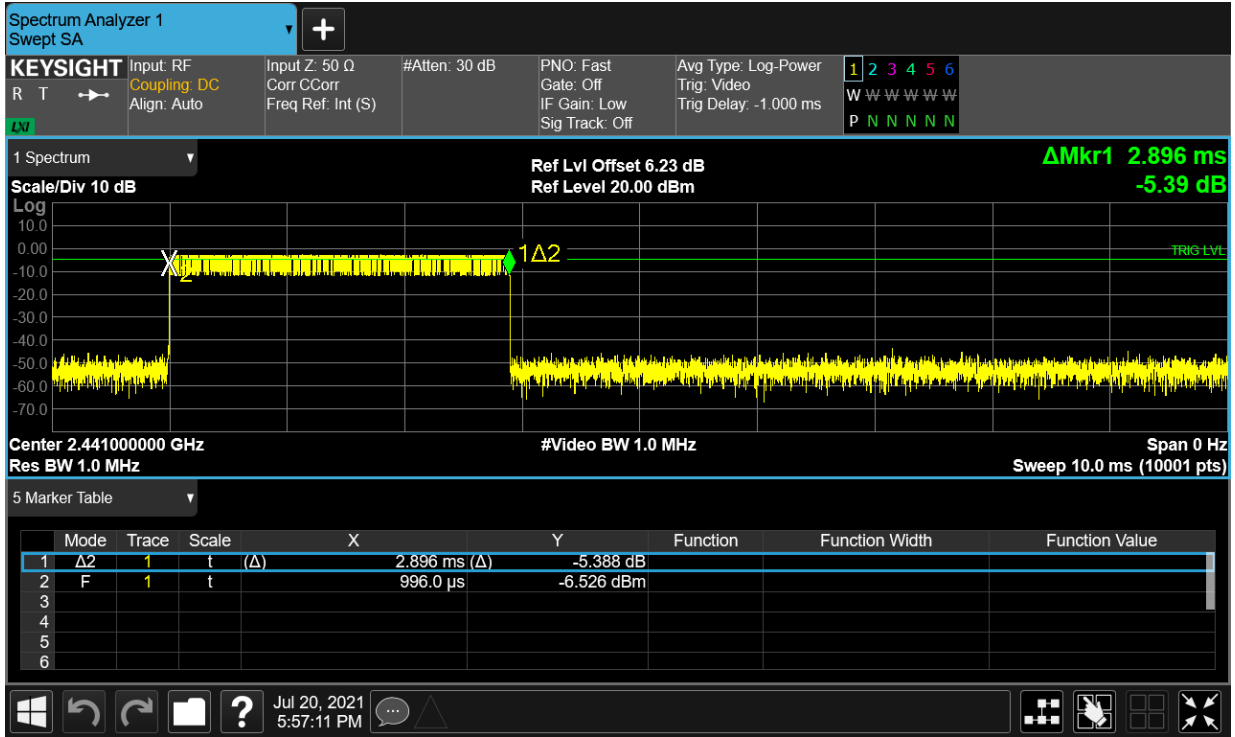 Spectrum Analyzer 1
Swept SA
KEYSIGHT
R T
LXI
Input: RF
Coupling: DC
Align: Auto
Input Z: 50 Ω
Corr CCorr
Freq Ref: Int (S)
#Atten: 30 dB
PNO: Fast
Gate: Off
IF Gain: Low
Sig Track: Off
Avg Type: Log-Power
Trig: Video
Trig Delay: -1.000 ms
1 2 3 4 5 6
W W W W W W
P N N N N N
1 Spectrum
Scale/Div 10 dB
Ref Lvl Offset 6.23 dB
Ref Level 20.00 dBm
ΔMkr1 2.896 ms
-5.39 dB
Log
10.0
0.00
-10.0
-20.0
-30.0
-40.0
-50.0
-60.0
-70.0
X
2
1Δ2
TRIG LVL
Center 2.441000000 GHz
#Video BW 1.0 MHz
Span 0 Hz
Res BW 1.0 MHz
Sweep 10.0 ms (10001 pts)
5 Marker Table
Mode Trace Scale X Y Function Function Width Function Value
1 Δ2 1 t (Δ) 2.896 ms (Δ) -5.388 dB
2 F 1 t 996.0 µs -6.526 dBm
3
4
5
6
?
Jul 20, 2021
5:57:11 PM